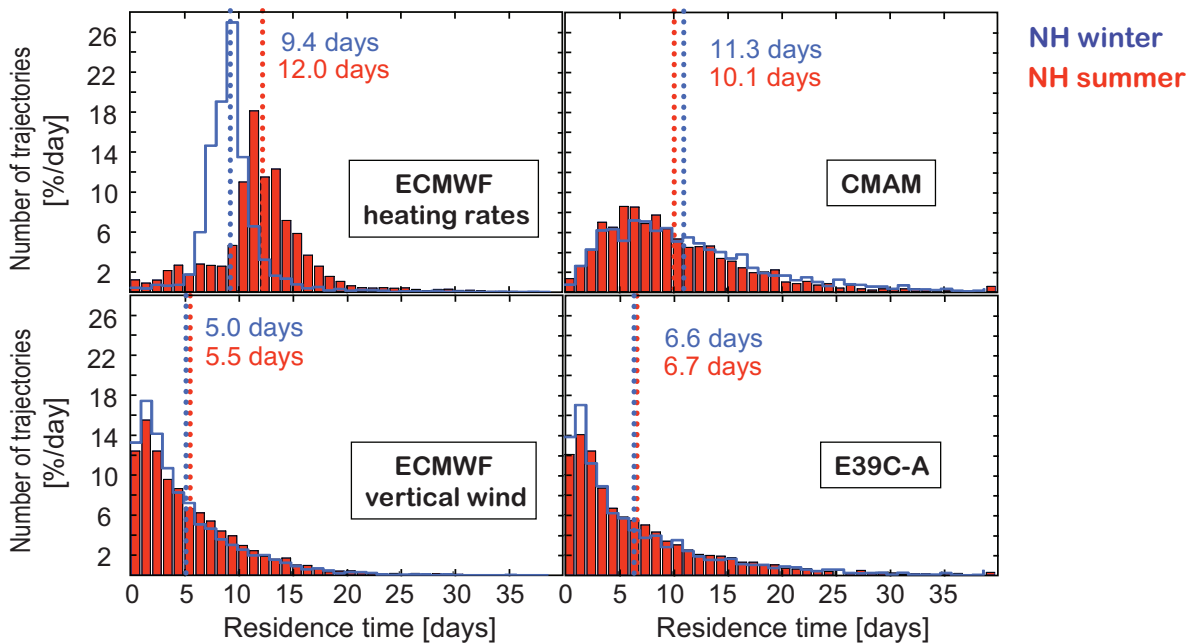 NH winter
NH summer
Number of trajectories
[%/day]
26
22
18
14
10
6
2
9.4 days
12.0 days
ECMWF
heating rates
11.3 days
10.1 days
CMAM
Number of trajectories
[%/day]
26
22
18
14
10
6
2
5.0 days
5.5 days
ECMWF
vertical wind
6.6 days
6.7 days
E39C-A
0 5 10 15 20 25 30 35
0 5 10 15 20 25 30 35
Residence time [days]
Residence time [days]